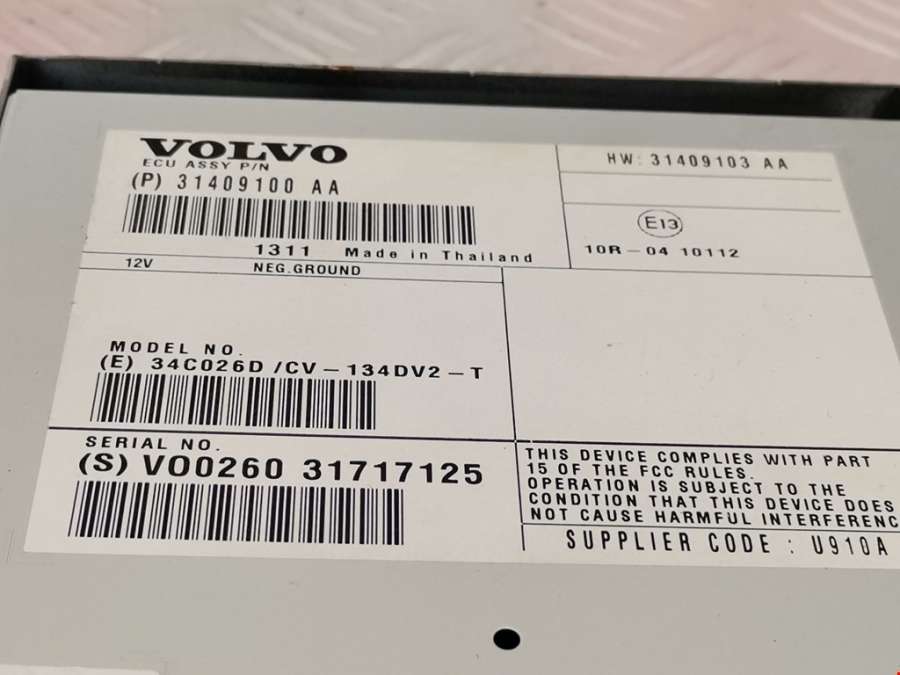 VOLVO
ECU ASSY P/N
(P) 31409100 AA
1311 Made in Thailand
HW: 31409103 AA
E13
10R-04 10112
12V NEG.GROUND
MODEL NO.
(E) 34C026D /CV-134DV2-T
SERIAL NO.
(S) VO0260 31717125
THIS DEVICE COMPLIES WITH PART
15 OF THE FCC RULES.
OPERATION IS SUBJECT TO THE
CONDITION THAT THIS DEVICE DOES
NOT CAUSE HARMFUL INTERFERENC
SUPPLIER CODE : U910A